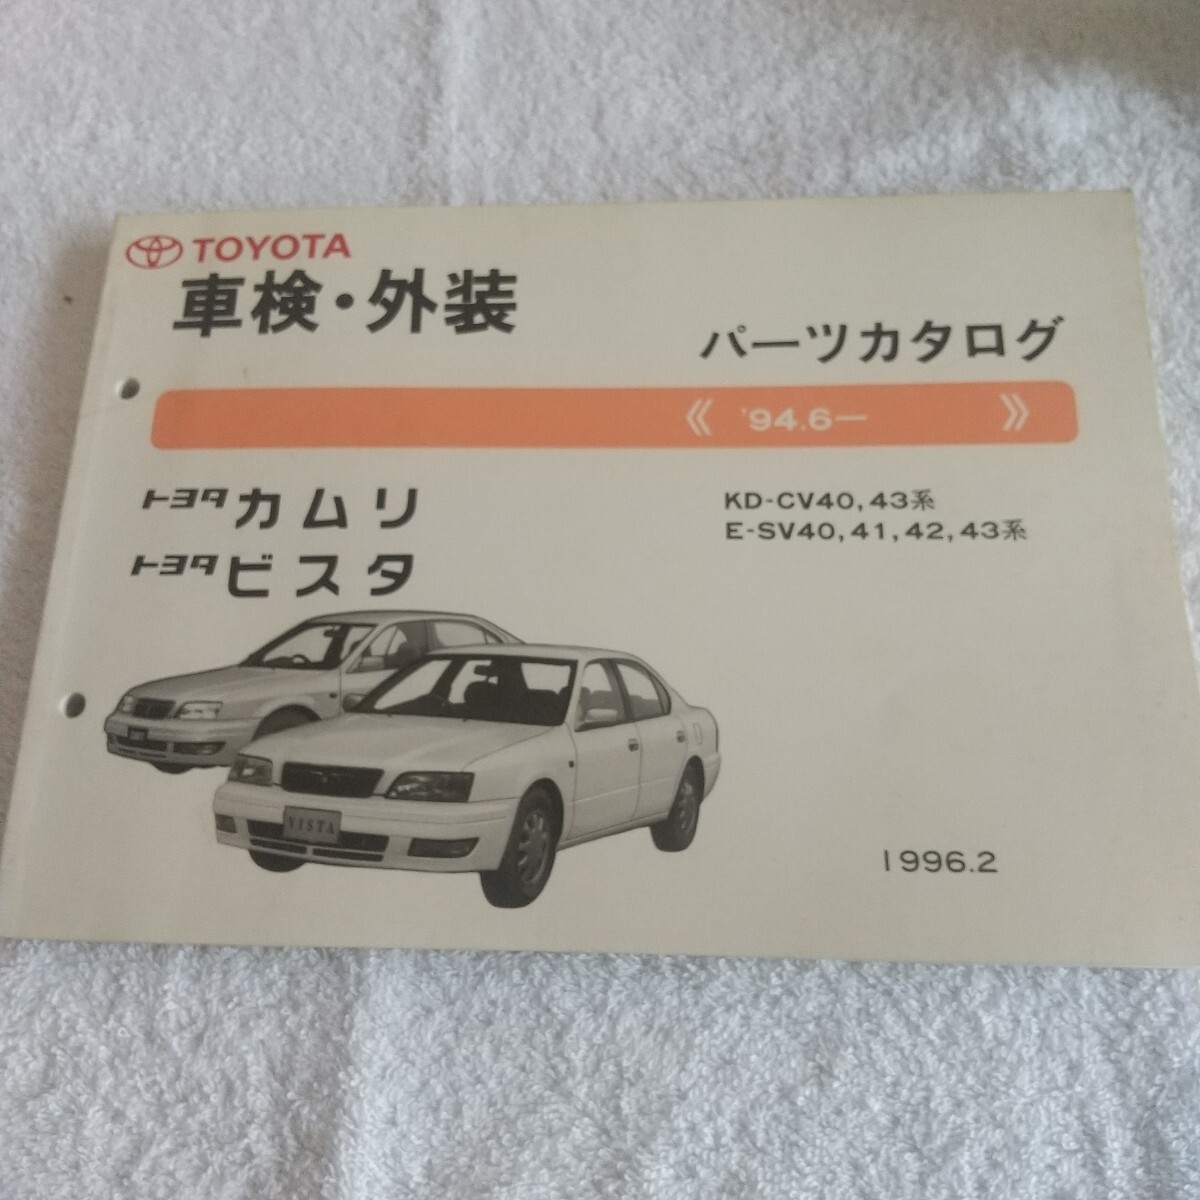 TOYOTA
車検・外装
パーツカタログ
《 '94.6— 》
トヨタ カムリ
トヨタ ビスタ
KD-CV40, 43系
E-SV40, 41, 42, 43系
VISTA
1996.2